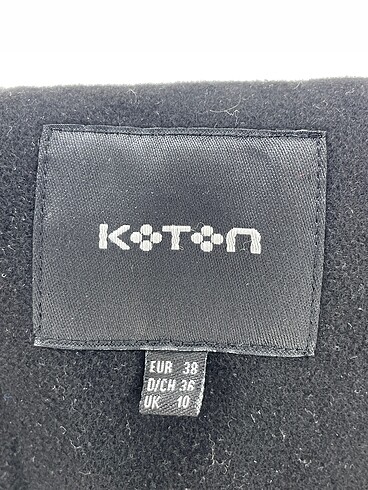 KOTON
EUR 38
D/CH 36
UK 10